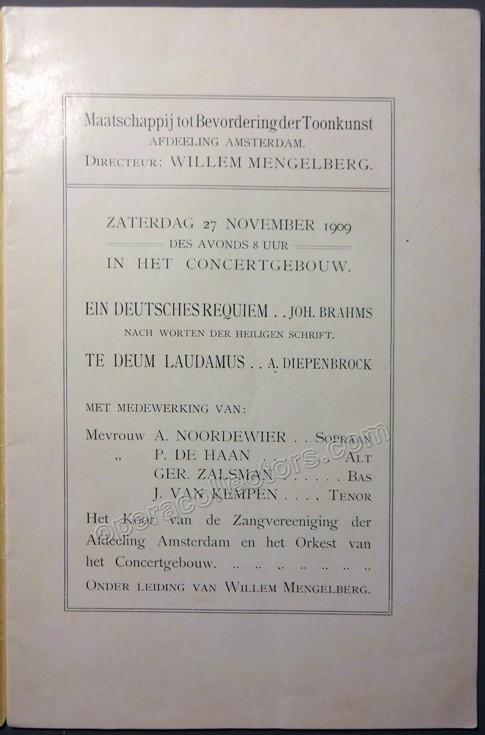 Maatschappij tot Bevordering der Toonkunst
AFDEELING AMSTERDAM.
DIRECTEUR: WILLEM MENGELBERG.
ZATERDAG 27 NOVEMBER 1909
DES AVONDS 8 UUR
IN HET CONCERTGEBOUW.
EIN DEUTSCHES REQUIEM . . JOH. BRAHMS
NACH WORTEN DER HEILIGEN SCHRIFT.
TE DEUM LAUDAMUS . . A. DIEPENBROCK
MET MEDEWERKING VAN:
Mevrouw A. NOORDEWIER . . SOPRAAN
„ P. DE HAAN . . . . . . ALT
GER. ZALSMAN . . . . . . BAS
J. VAN KEMPEN . . . . TENOR
Het Koor van de Zangvereeniging der
Afdeeling Amsterdam en het Orkest van
het Concertgebouw. .. .. .. .. .. .. ..
ONDER LEIDING VAN WILLEM MENGELBERG.
operacollectors.com